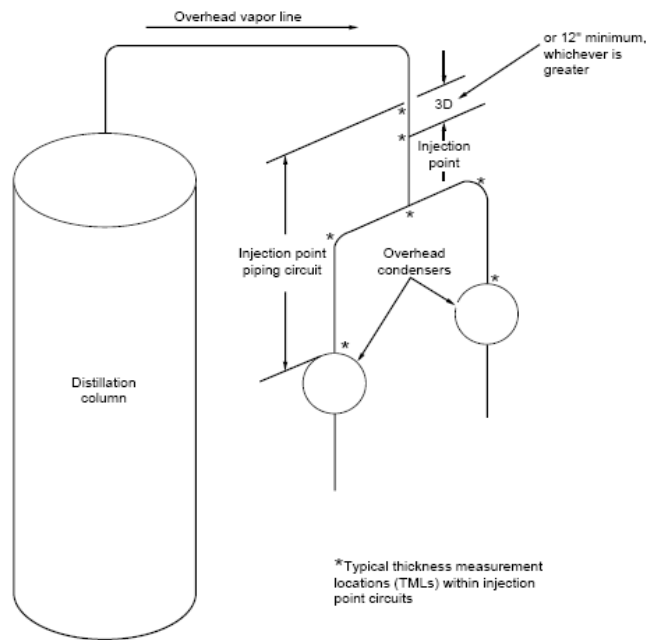 Overhead vapor line
or 12" minimum,
whichever is
greater
3D
*
*
Injection
point
*
*
*
Injection point
piping circuit
Overhead
condensers
*
*
Distillation
column
*Typical thickness measurement
locations (TMLs) within injection
point circuits